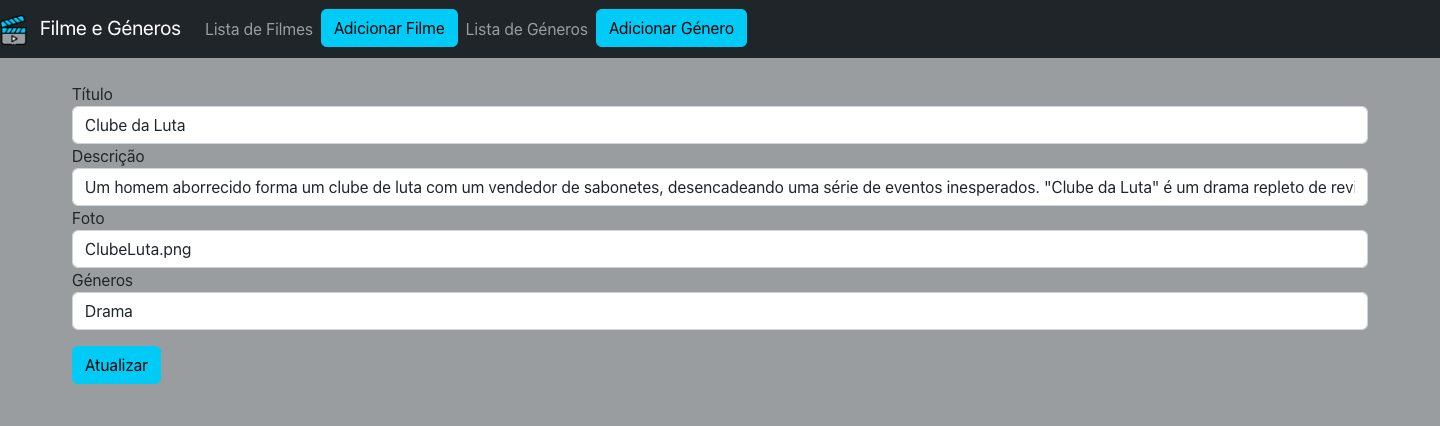 Filme e Géneros Lista de Filmes Adicionar Filme Lista de Géneros Adicionar Género
Título
Clube da Luta
Descrição
Um homem aborrecido forma um clube de luta com um vendedor de sabonetes, desencadeando uma série de eventos inesperados. "Clube da Luta" é um drama repleto de
Foto
ClubeLuta.png
Géneros
Drama
Atualizar